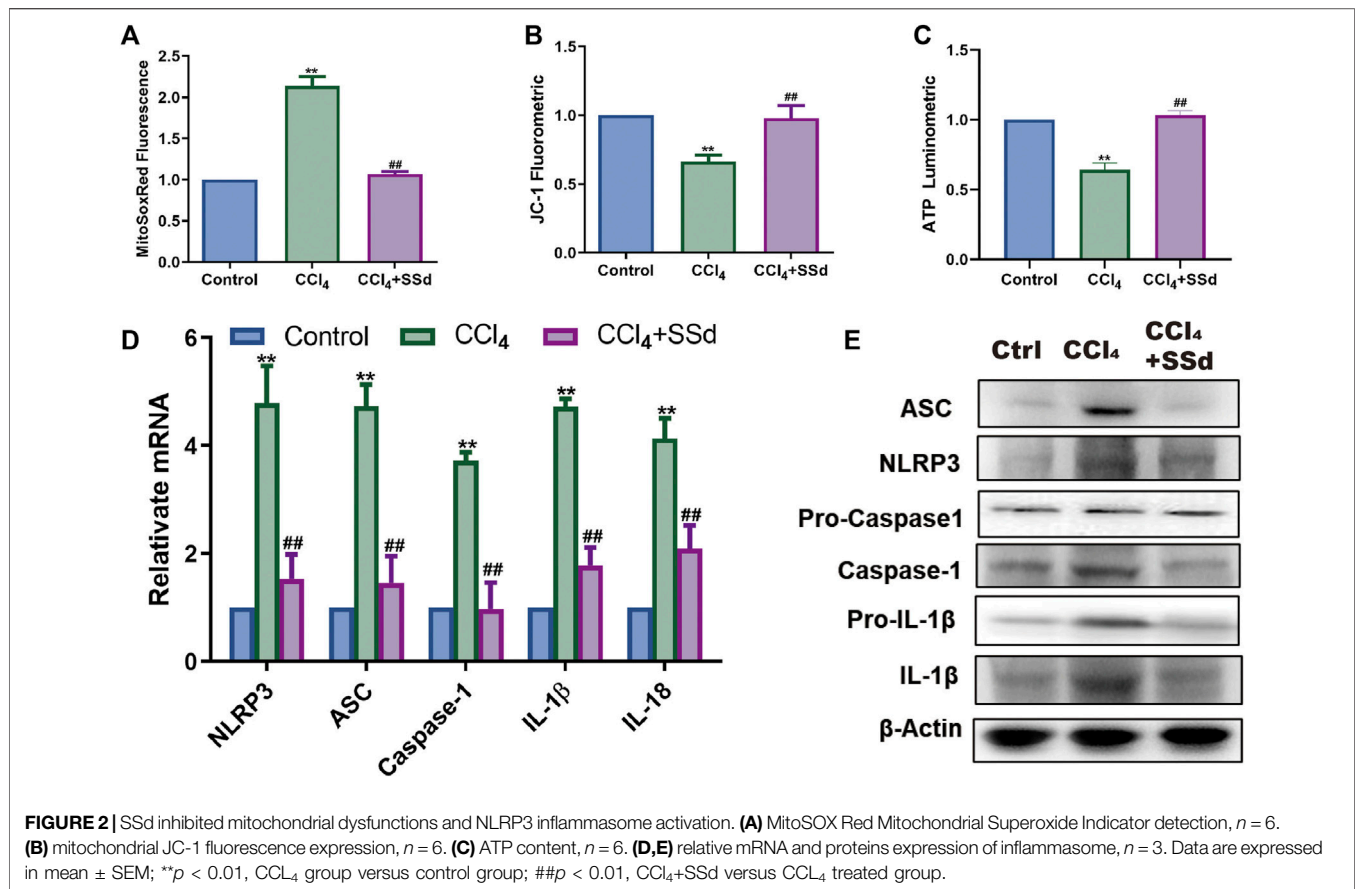 A
MitoSoxRed Fluorescence
2.5
2.0
1.5
1.0
0.5
0.0
**
##
Control
CCl₄
CCl₄+SSd
B
JC-1 Fluorometric
1.5
1.0
0.5
0.0
**
##
Control
CCl₄
CCl₄+SSd
C
ATP Luminometric
1.5
1.0
0.5
0.0
**
##
Control
CCl₄
CCl₄+SSd
D
Control
CCl₄
CCl₄+SSd
Relativate mRNA
6
4
2
0
**
##
**
##
**
##
**
##
**
##
NLRP3
ASC
Caspase-1
IL-1β
IL-18
E
Ctrl
CCl₄
CCl₄
+SSd
ASC
NLRP3
Pro-Caspase1
Caspase-1
Pro-IL-1β
IL-1β
β-Actin
FIGURE 2 | SSd inhibited mitochondrial dysfunctions and NLRP3 inflammasome activation. (A) MitoSOX Red Mitochondrial Superoxide Indicator detection, n = 6.
(B) mitochondrial JC-1 fluorescence expression, n = 6. (C) ATP content, n = 6. (D,E) relative mRNA and proteins expression of inflammasome, n = 3. Data are expressed
in mean ± SEM; **p < 0.01, CCL₄ group versus control group; ##p < 0.01, CCl₄+SSd versus CCL₄ treated group.